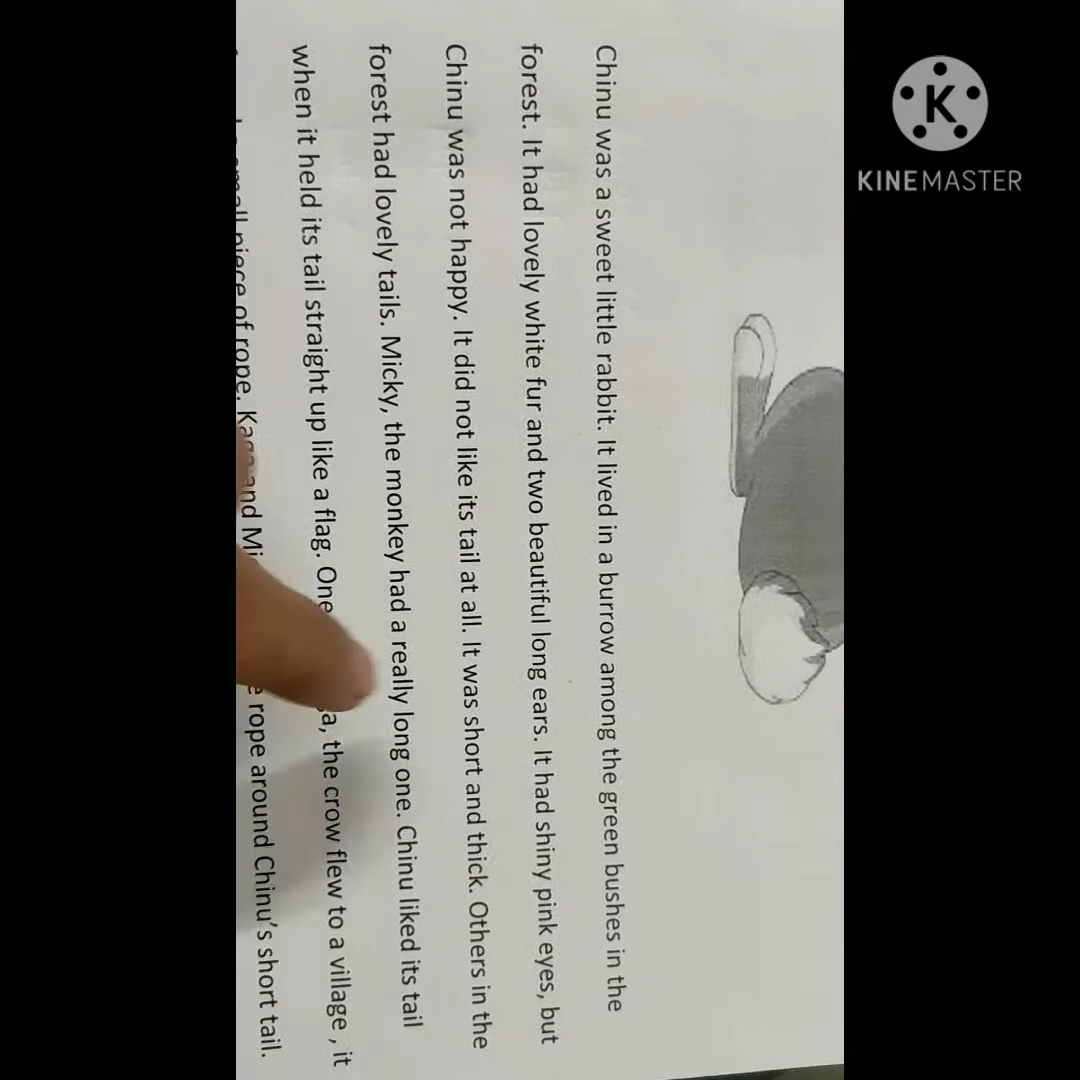 Chinu was a sweet little rabbit. It lived in a burrow among the green bushes in the
forest. It had lovely white fur and two beautiful long ears. It had shiny pink eyes, but
Chinu was not happy. It did not like its tail at all. It was short and thick. Others in the
forest had lovely tails. Micky, the monkey had a really long one. Chinu liked its tail
when it held its tail straight up like a flag. One the crow flew to a village , it
small piece of rope. Kaga and rope around Chinu's short tail.
K
KINEMASTER